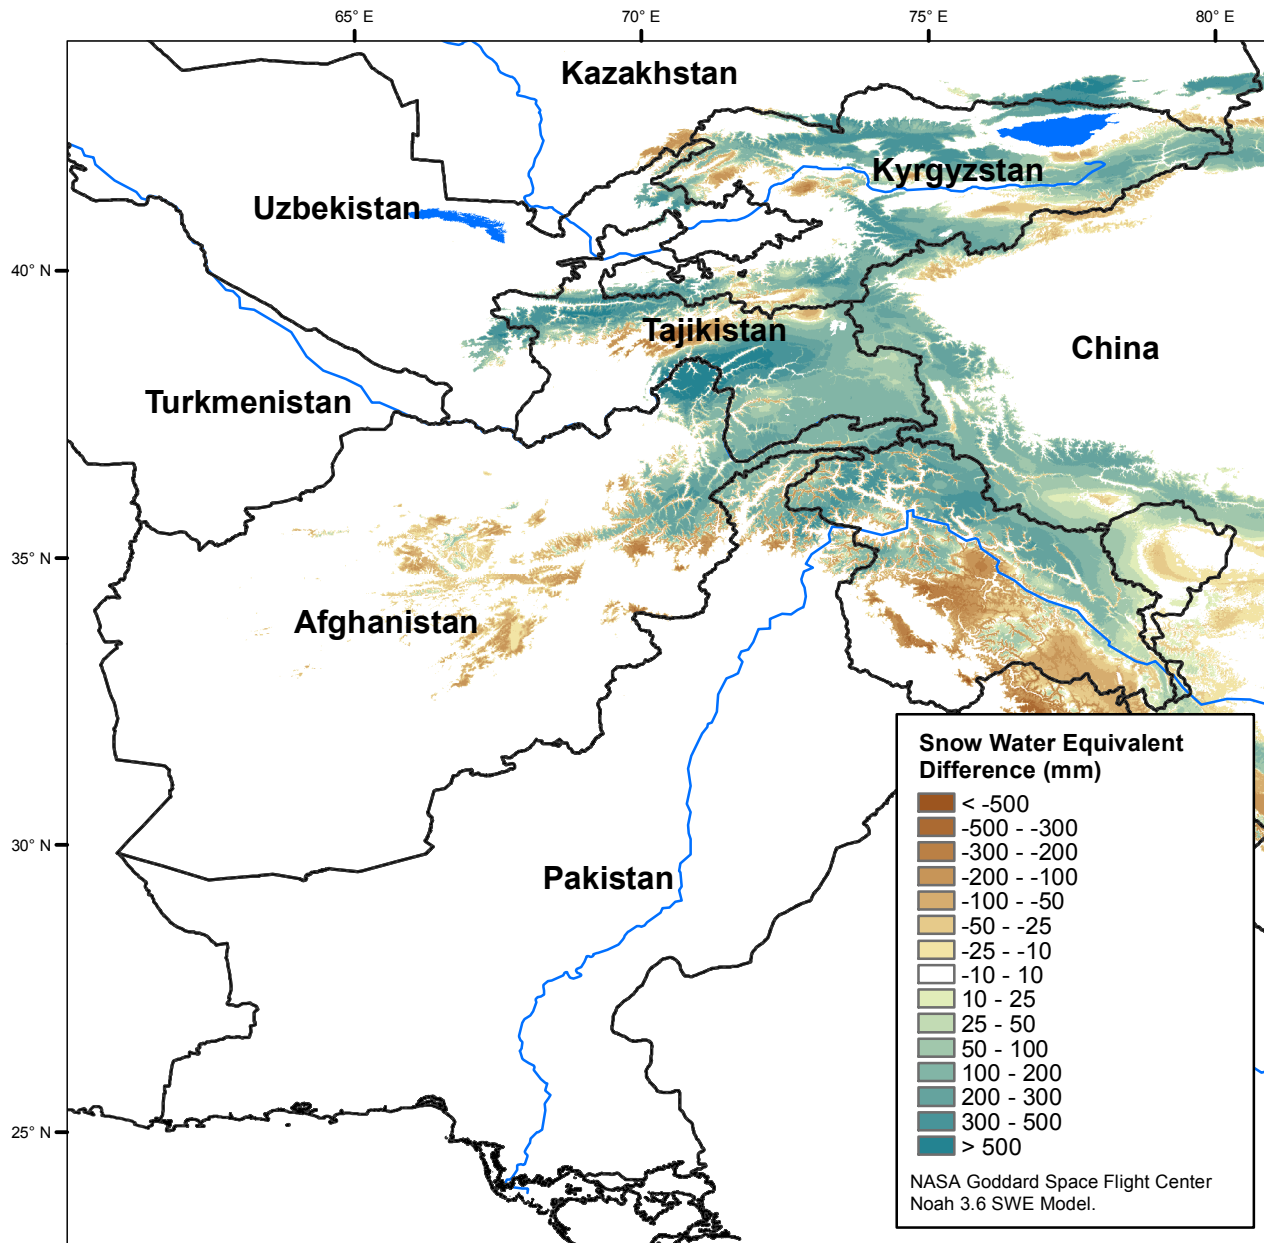 65° E
70° E
75° E
80° E
Kazakhstan
Kyrgyzstan
Uzbekistan
40° N
Tajikistan
China
Turkmenistan
35° N
Afghanistan
Snow Water Equivalent
Difference (mm)
< -500
-500 - -300
-300 - -200
-200 - -100
-100 - -50
-50 - -25
-25 - -10
-10 - 10
10 - 25
25 - 50
50 - 100
100 - 200
200 - 300
300 - 500
> 500
NASA Goddard Space Flight Center
Noah 3.6 SWE Model.
30° N
Pakistan
25° N